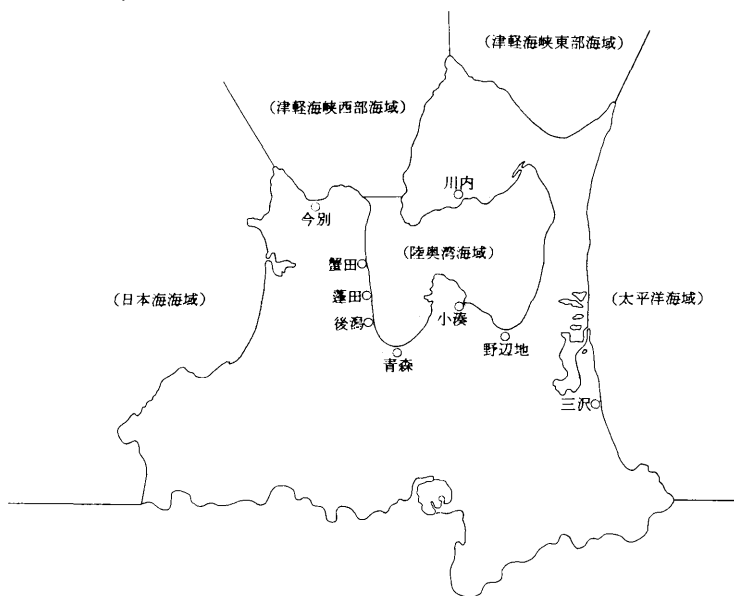 (津軽海峡東部海域)
(津軽海峡西部海域)
川内
今別
蟹田
(陸奥湾海域)
(日本海海域)
蓬田
小湊
(太平洋海域)
後潟
野辺地
青森
三沢